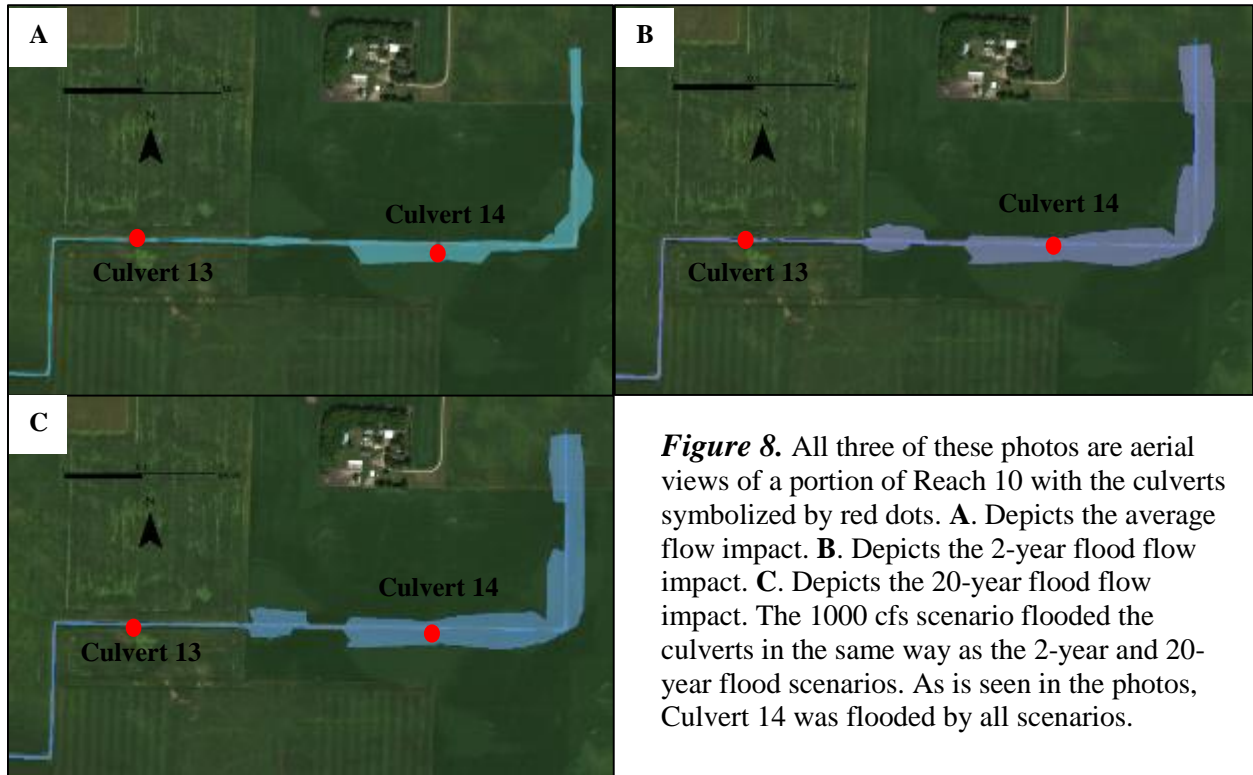 A
N
Culvert 14
Culvert 13
B
N
Culvert 14
Culvert 13
C
N
Culvert 14
Culvert 13
Figure 8. All three of these photos are aerial
views of a portion of Reach 10 with the culverts
symbolized by red dots. A. Depicts the average
flow impact. B. Depicts the 2-year flood flow
impact. C. Depicts the 20-year flood flow
impact. The 1000 cfs scenario flooded the
culverts in the same way as the 2-year and 20-
year flood scenarios. As is seen in the photos,
Culvert 14 was flooded by all scenarios.